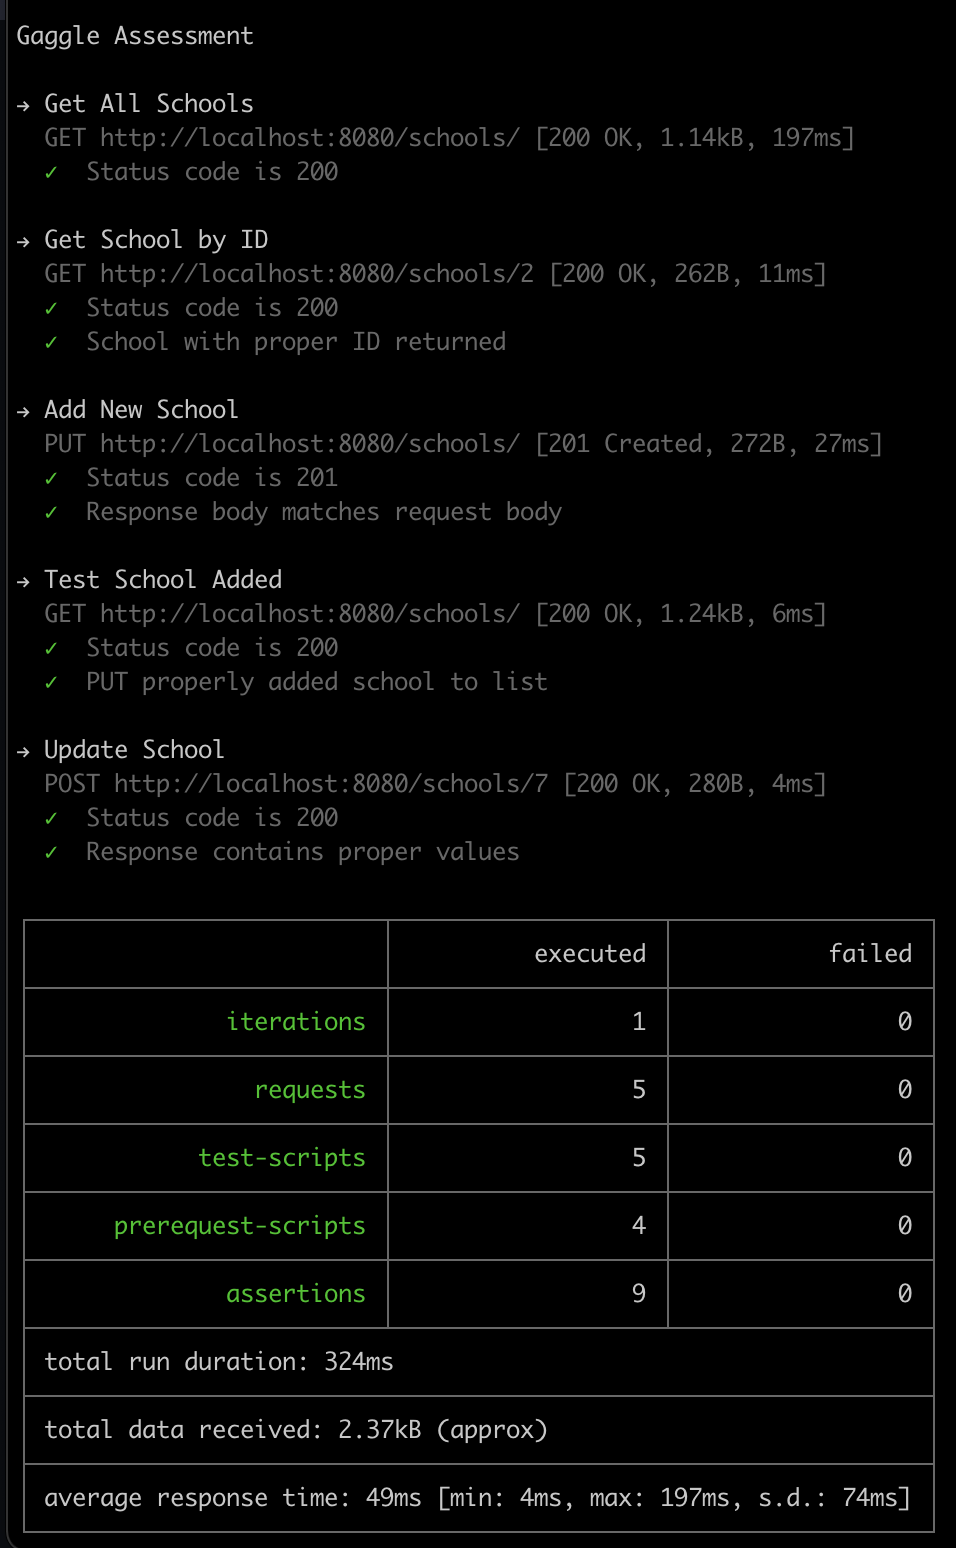 Gaggle Assessment
→ Get All Schools
GET http://localhost:8080/schools/ [200 OK, 1.14kB, 197ms]
✓ Status code is 200
→ Get School by ID
GET http://localhost:8080/schools/2 [200 OK, 262B, 11ms]
✓ Status code is 200
✓ School with proper ID returned
→ Add New School
PUT http://localhost:8080/schools/ [201 Created, 272B, 27ms]
✓ Status code is 201
✓ Response body matches request body
→ Test School Added
GET http://localhost:8080/schools/ [200 OK, 1.24kB, 6ms]
✓ Status code is 200
✓ PUT properly added school to list
→ Update School
POST http://localhost:8080/schools/7 [200 OK, 280B, 4ms]
✓ Status code is 200
✓ Response contains proper values
executed failed
iterations 1 0
requests 5 0
test-scripts 5 0
prerequest-scripts 4 0
assertions 9 0
total run duration: 324ms
total data received: 2.37kB (approx)
average response time: 49ms [min: 4ms, max: 197ms, s.d.: 74ms]